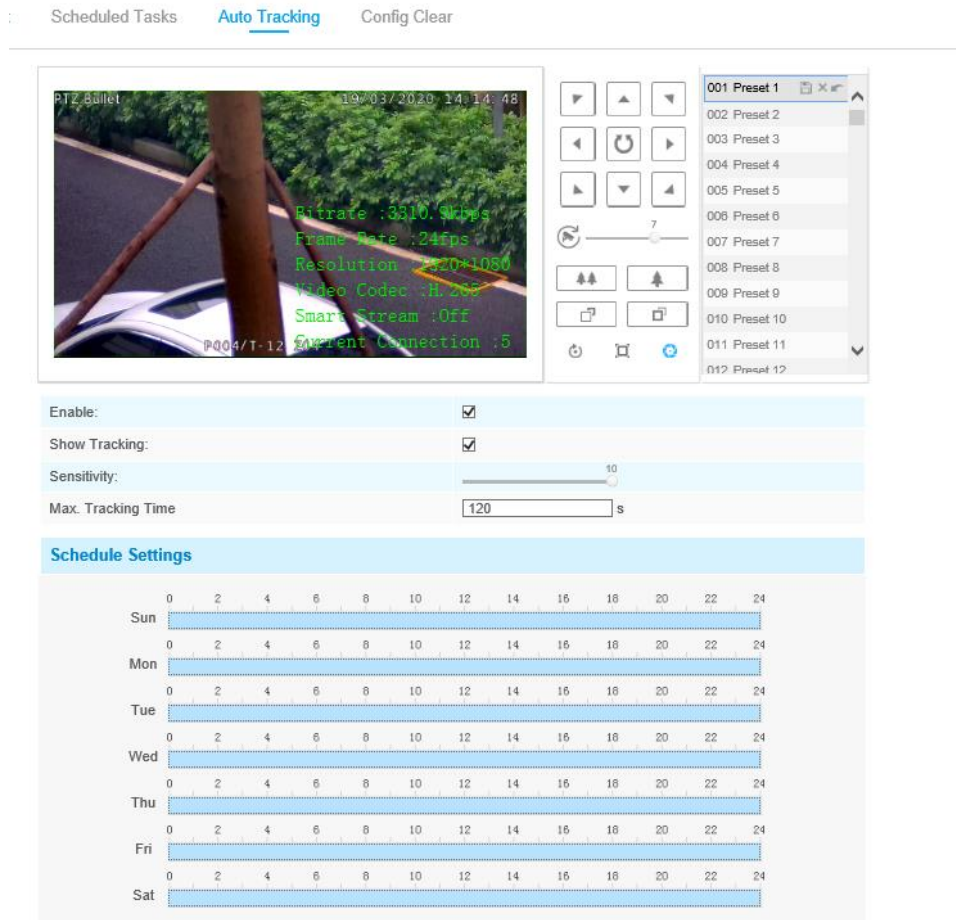 Scheduled Tasks Auto Tracking Config Clear
PTZ Bullet 19/03/2020 14:14:48
Bitrate :3310.9kbps
Frame Rate :24fps
Resolution :1920*1080
Video Codec :H.265
Smart Stream :Off
Current Connection :5
7
001 Preset 1
002 Preset 2
003 Preset 3
004 Preset 4
005 Preset 5
006 Preset 6
007 Preset 7
008 Preset 8
009 Preset 9
010 Preset 10
011 Preset 11
012 Preset 12
Enable:
Show Tracking:
Sensitivity: 10
Max. Tracking Time 120 s
Schedule Settings
0 2 4 6 8 10 12 14 16 18 20 22 24
Sun
0 2 4 6 8 10 12 14 16 18 20 22 24
Mon
0 2 4 6 8 10 12 14 16 18 20 22 24
Tue
0 2 4 6 8 10 12 14 16 18 20 22 24
Wed
0 2 4 6 8 10 12 14 16 18 20 22 24
Thu
0 2 4 6 8 10 12 14 16 18 20 22 24
Fri
0 2 4 6 8 10 12 14 16 18 20 22 24
Sat